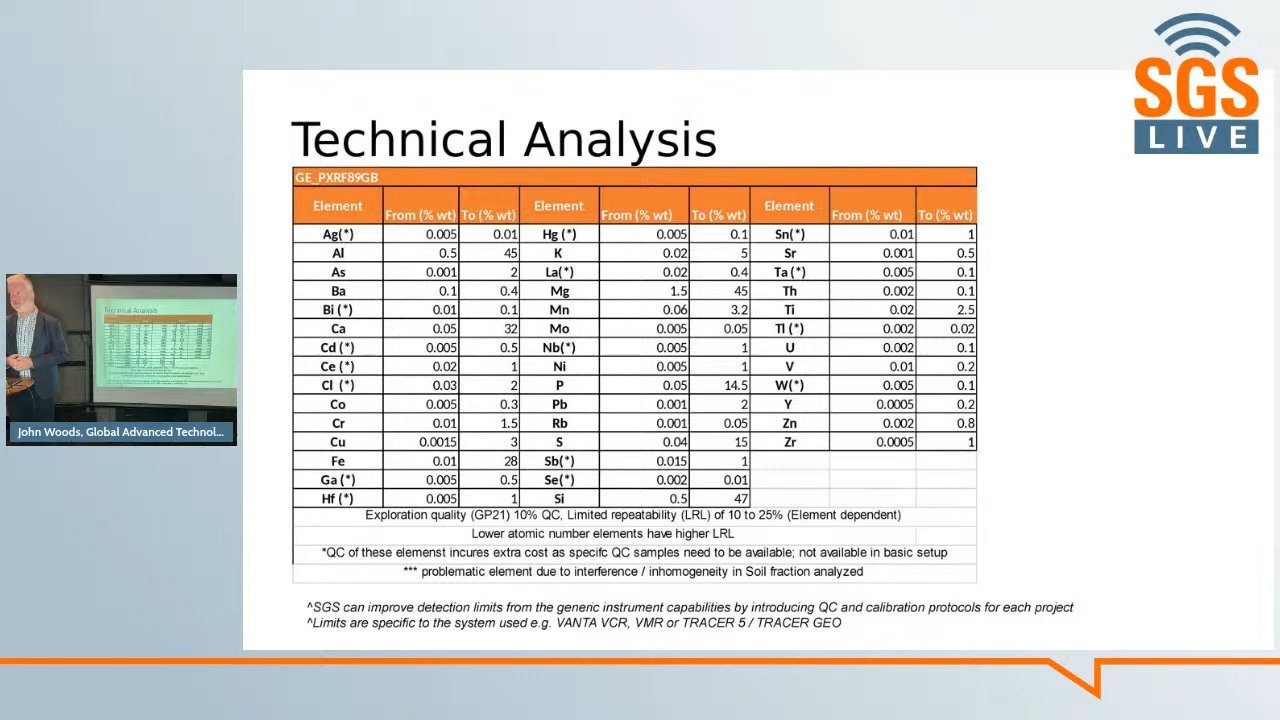 SGS
LIVE
Technical Analysis
GE_PXRF89GB
Element From (% wt) To (% wt) Element From (% wt) To (% wt) Element From (% wt) To (% wt)
Ag(*) 0.005 0.01 Hg (*) 0.005 0.1 Sn(*) 0.01 1
Al 0.5 45 K 0.02 5 Sr 0.001 0.5
As 0.001 2 La(*) 0.02 0.4 Ta (*) 0.005 0.1
Ba 0.1 0.4 Mg 1.5 45 Th 0.002 0.1
Bi (*) 0.01 0.1 Mn 0.06 3.2 Ti 0.02 2.5
Ca 0.05 32 Mo 0.005 0.05 Tl (*) 0.002 0.02
Cd (*) 0.005 0.5 Nb(*) 0.005 1 U 0.002 0.1
Ce (*) 0.02 1 Ni 0.005 1 V 0.01 0.2
Cl (*) 0.03 2 P 0.05 14.5 W(*) 0.005 0.1
Co 0.005 0.3 Pb 0.001 2 Y 0.0005 0.2
Cr 0.01 1.5 Rb 0.001 0.05 Zn 0.002 0.8
Cu 0.0015 3 S 0.04 15 Zr 0.0005 1
Fe 0.01 28 Sb(*) 0.015 1
Ga (*) 0.005 0.5 Se(*) 0.002 0.01
Hf (*) 0.005 1 Si 0.5 47
Exploration quality (GP21) 10% QC, Limited repeatability (LRL) of 10 to 25% (Element dependent)
Lower atomic number elements have higher LRL
*QC of these elemenst incures extra cost as specifc QC samples need to be available; not available in basic setup
*** problematic element due to interference / inhomogeneity in Soil fraction analyzed
^SGS can improve detection limits from the generic instrument capabilities by introducing QC and calibration protocols for each project
^Limits are specific to the system used e.g. VANTA VCR, VMR or TRACER 5 / TRACER GEO
Technical Analysis
John Woods, Global Advanced Technol...